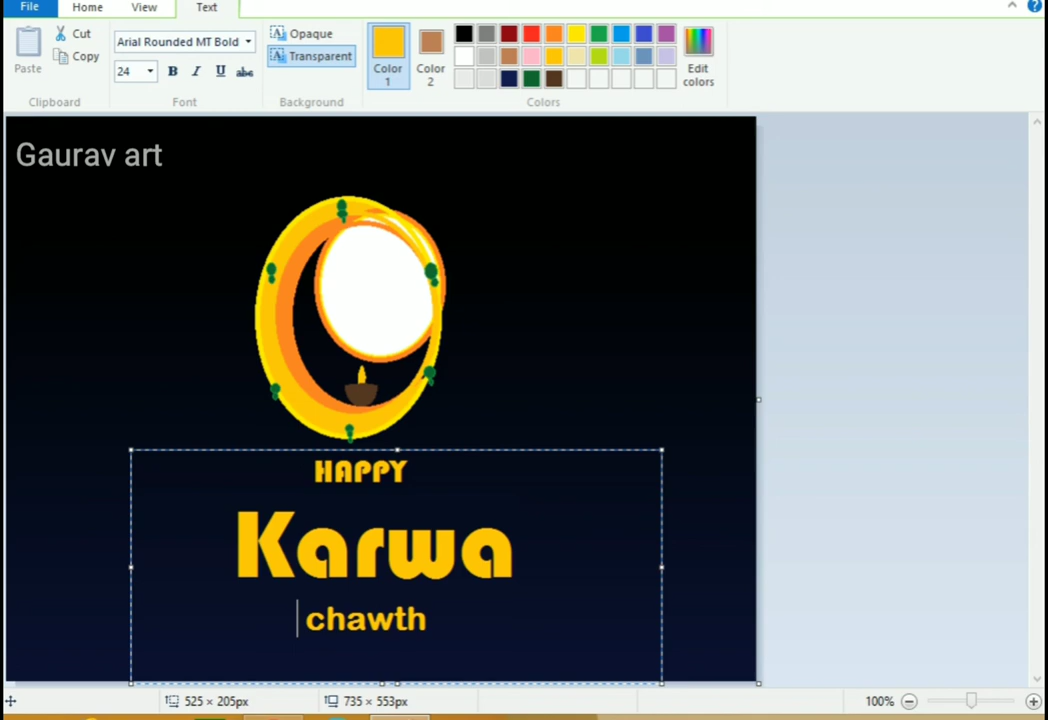 File Home View Text
Cut
Arial Rounded MT Bold
Opaque
Paste
Copy
24 B I U abc
Transparent
Color 1
Color 2
Edit colors
Clipboard Font Background Colors
Gaurav art
HAPPY
Karwa
chawth
525 × 205px 735 × 553px 100%